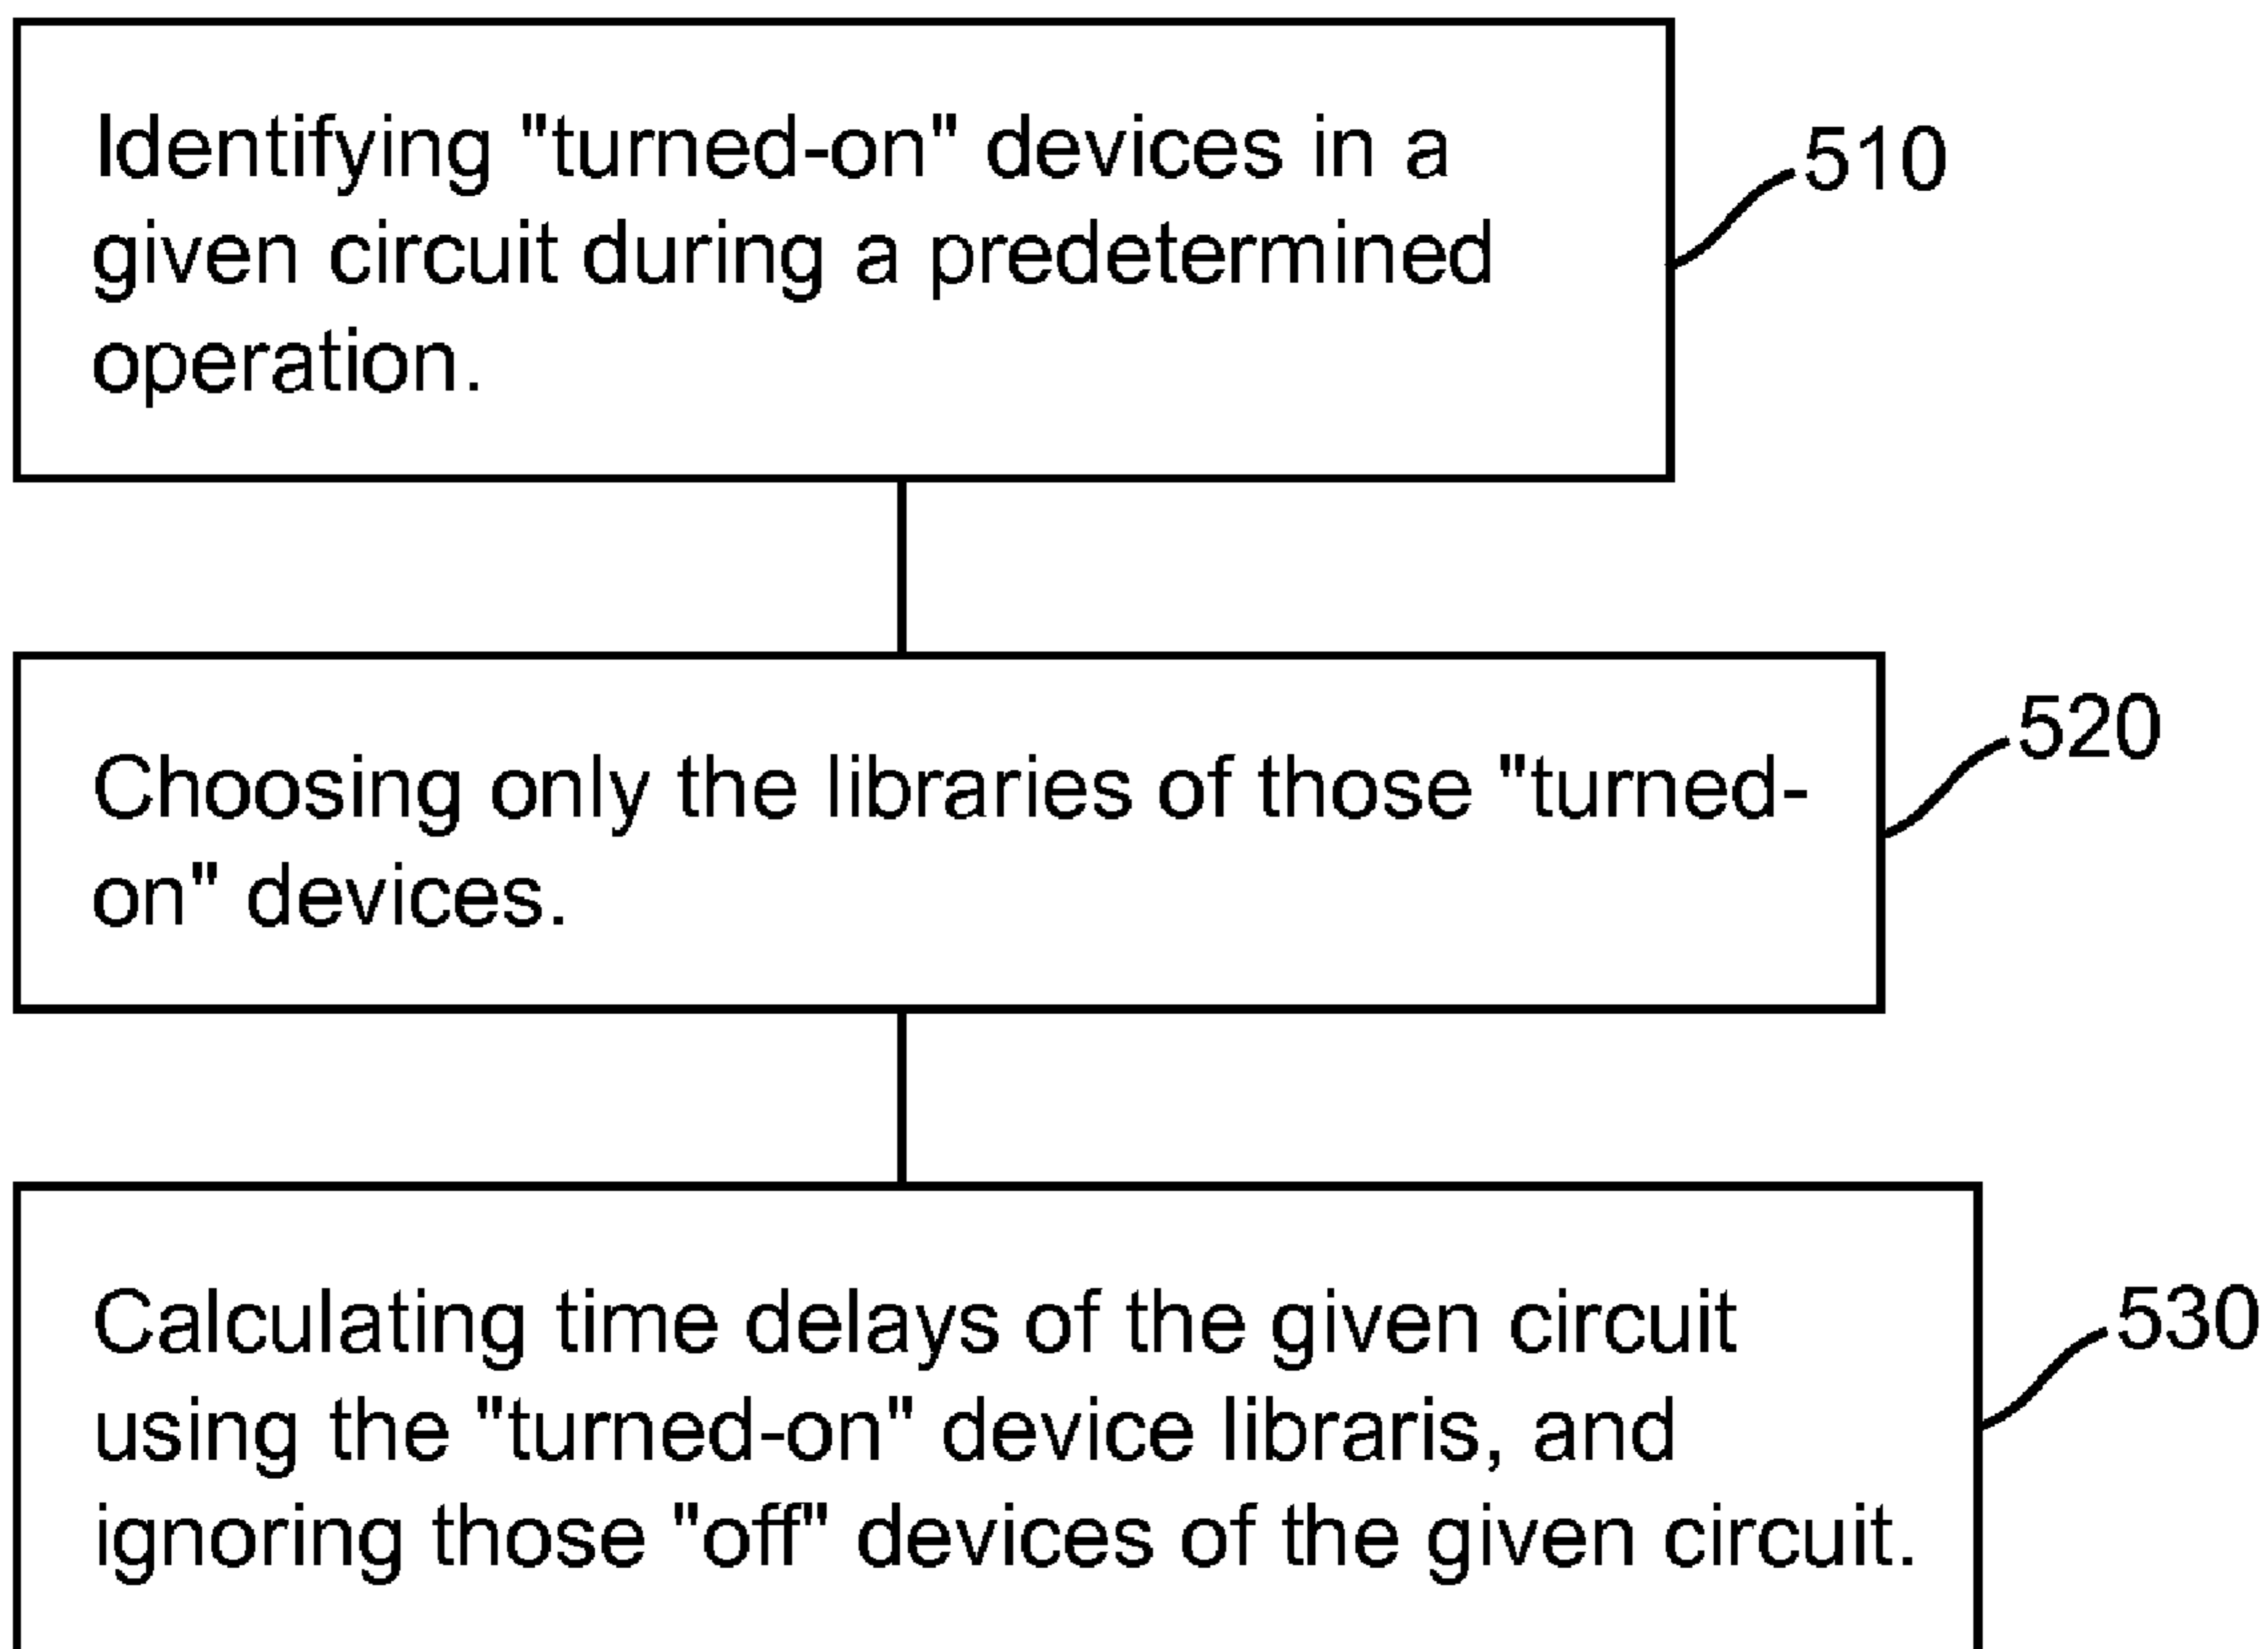 Identifying "turned-on" devices in a
given circuit during a predetermined
operation.
510
Choosing only the libraries of those "turned-
on" devices.
520
Calculating time delays of the given circuit
using the "turned-on" device libraris, and
ignoring those "off" devices of the given circuit.
530